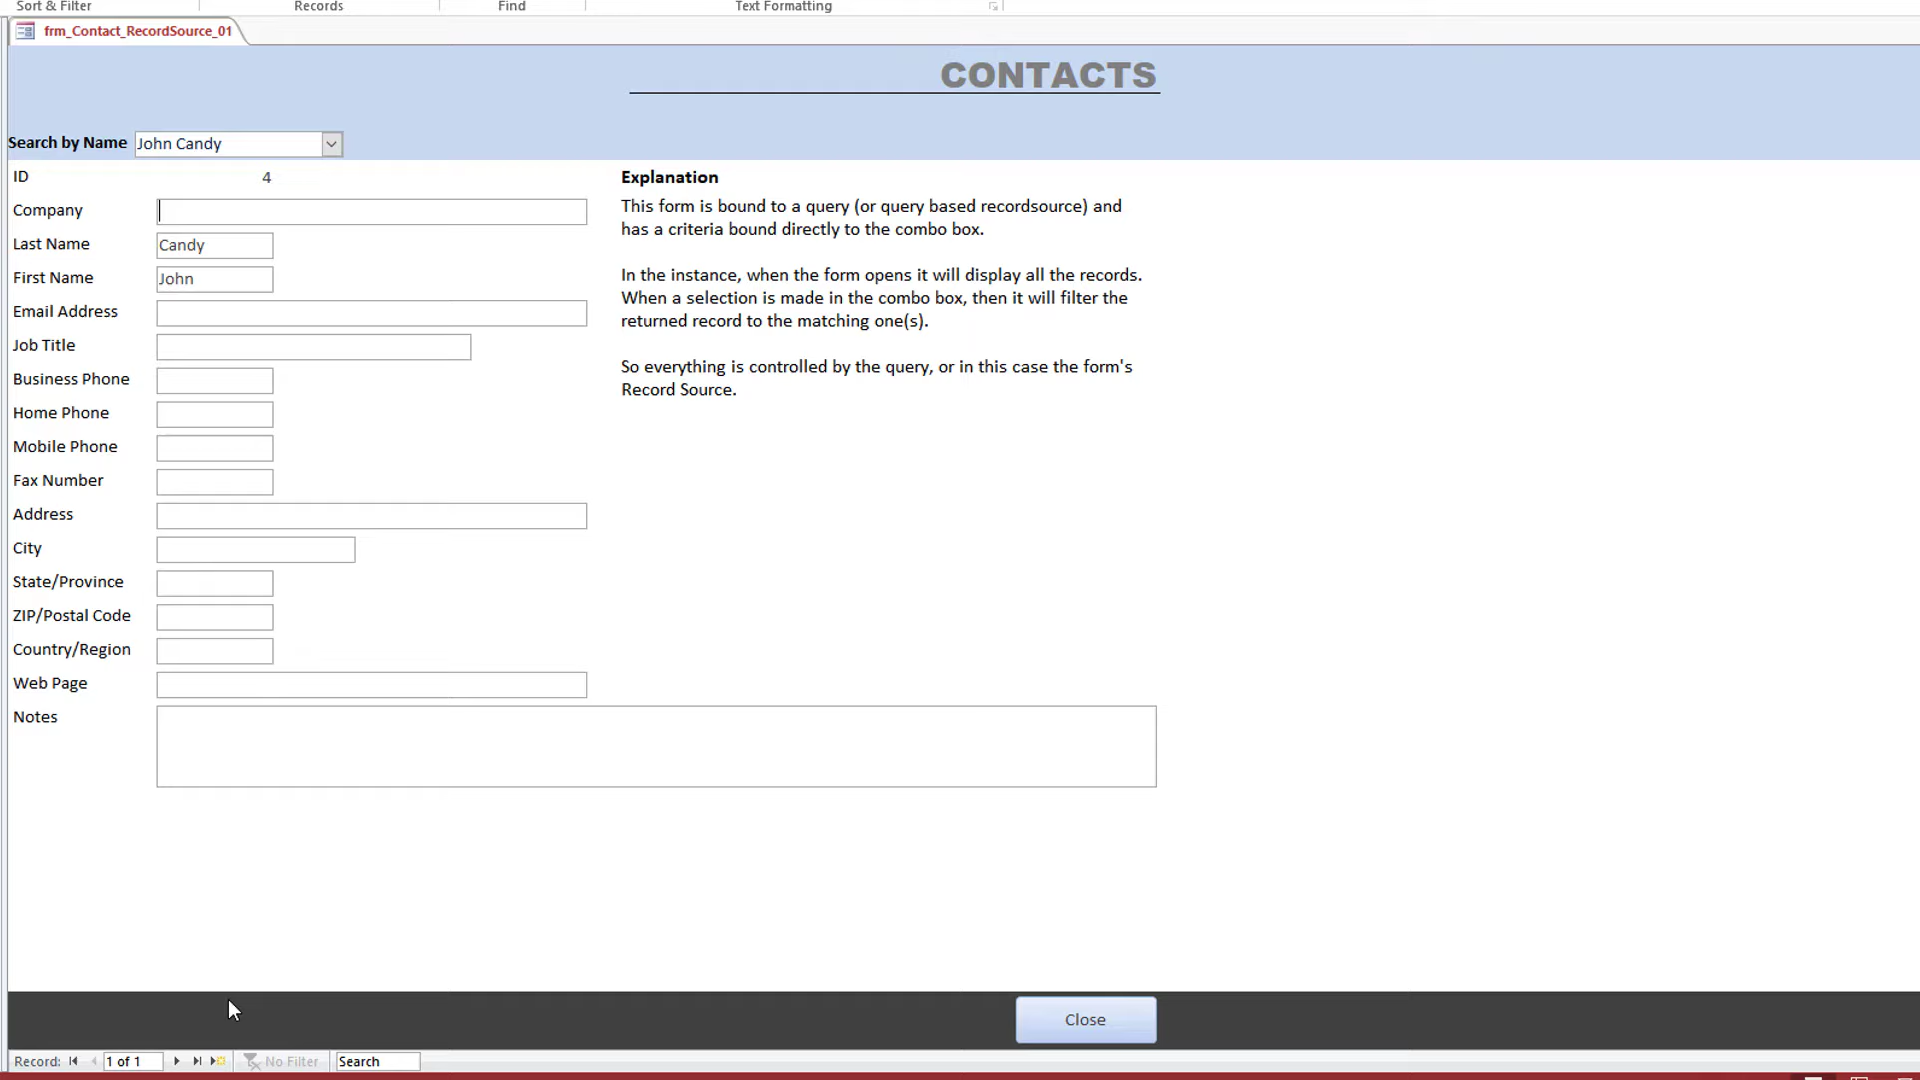 Sort & Filter Records Find Text Formatting
frm_Contact_RecordSource_01
CONTACTS
Search by Name John Candy
ID 4
Company
Last Name Candy
First Name John
Email Address
Job Title
Business Phone
Home Phone
Mobile Phone
Fax Number
Address
City
State/Province
ZIP/Postal Code
Country/Region
Web Page
Notes
Explanation
This form is bound to a query (or query based recordsource) and
has a criteria bound directly to the combo box.
In the instance, when the form opens it will display all the records.
When a selection is made in the combo box, then it will filter the
returned record to the matching one(s).
So everything is controlled by the query, or in this case the form's
Record Source.
Close
Record: 1 of 1 No Filter Search